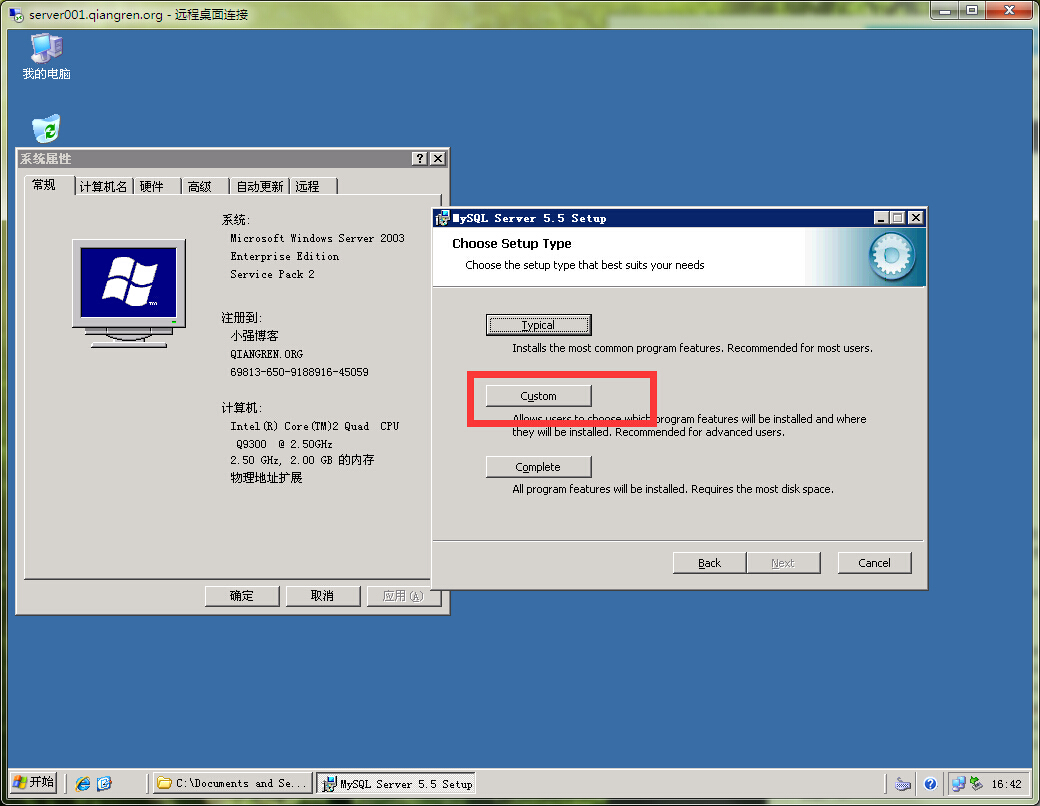 server001.qiangren.org - 远程桌面连接
我的电脑
系统属性
常规 计算机名 硬件 高级 自动更新 远程
系统:
Microsoft Windows Server 2003
Enterprise Edition
Service Pack 2
注册到:
小强博客
QIANGREN.ORG
69813-650-9188916-45059
计算机:
Intel(R) Core(TM)2 Quad CPU
Q9300 @ 2.50GHz
2.50 GHz, 2.00 GB 的内存
物理地址扩展
确定 取消 应用(A)
MySQL Server 5.5 Setup
Choose Setup Type
Choose the setup type that best suits your needs
Typical
Installs the most common program features. Recommended for most users.
Custom
Allows users to choose which program features will be installed and where
they will be installed. Recommended for advanced users.
Complete
All program features will be installed. Requires the most disk space.
Back Next Cancel
开始 C:\Documents and Se... MySQL Server 5.5 Setup 16:42